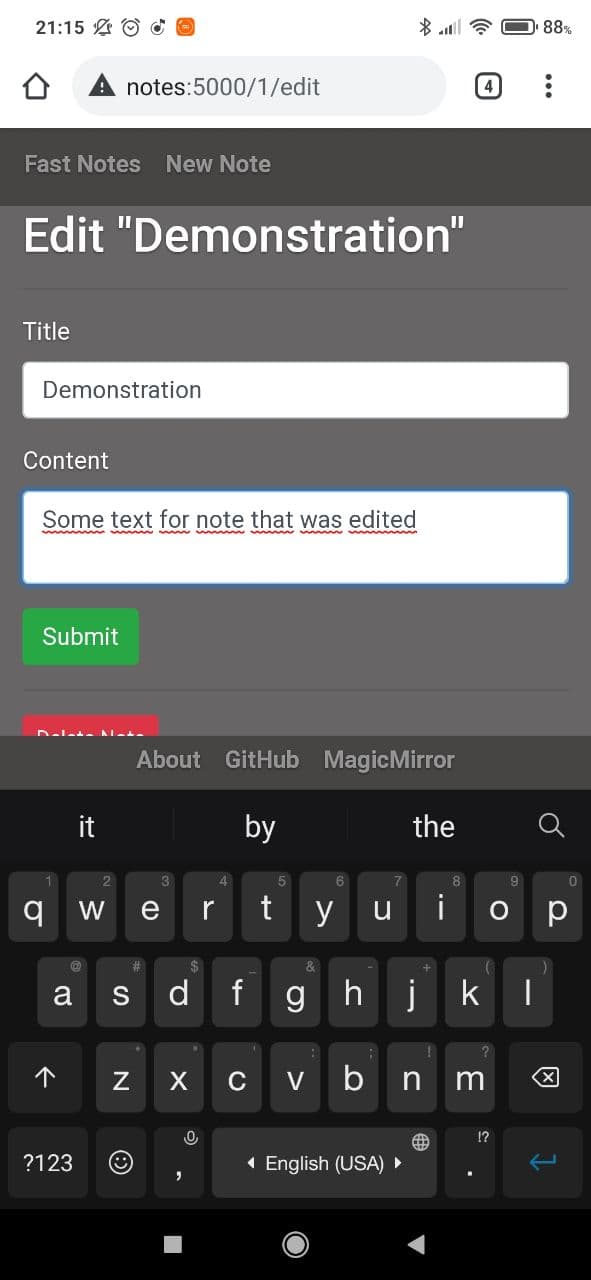 21:15 88%
notes:5000/1/edit 4
Fast Notes New Note
Edit "Demonstration"
Title
Demonstration
Content
Some text for note that was edited
Submit
Delete Note
About GitHub MagicMirror
it by the
1 2 3 4 5 6 7 8 9 0
q w e r t y u i o p
@ # $ _ & - + ( )
a s d f g h j k l
* " ' : ; ! ?
z x c v b n m
?123 , English (USA) . !?